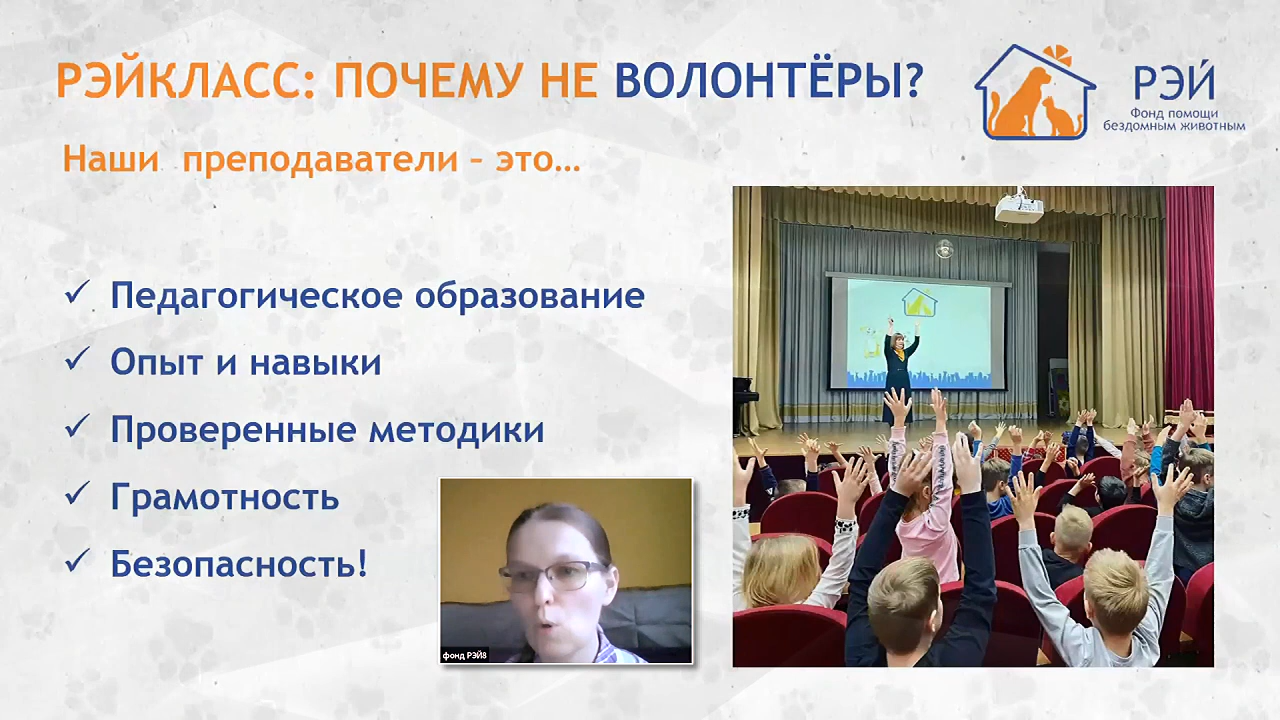 РЭЙКЛАСС: ПОЧЕМУ НЕ ВОЛОНТЁРЫ?
РЭЙ
Фонд помощи
бездомным животным
Наши преподаватели – это…
✓ Педагогическое образование
✓ Опыт и навыки
✓ Проверенные методики
✓ Грамотность
✓ Безопасность!
фонд РЭЙ8